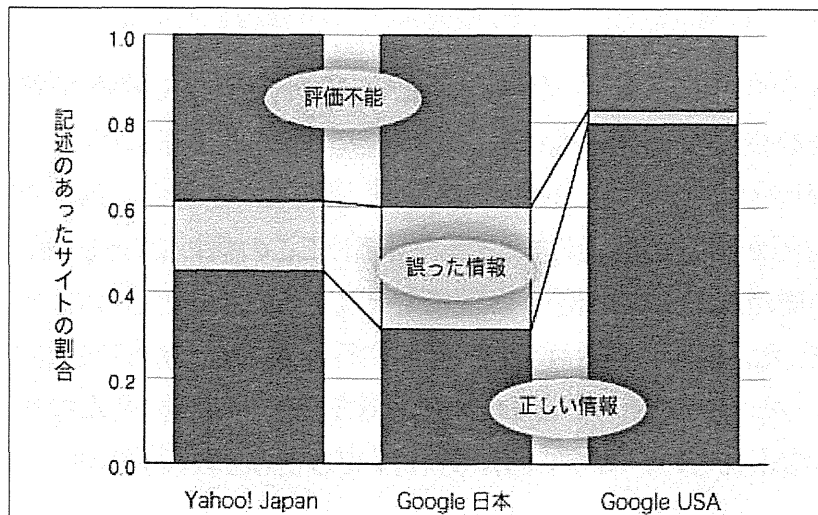 記述のあったサイトの割合
1.0
0.8
0.6
0.4
0.2
0.0
評価不能
誤った情報
正しい情報
Yahoo! Japan
Google 日本
Google USA